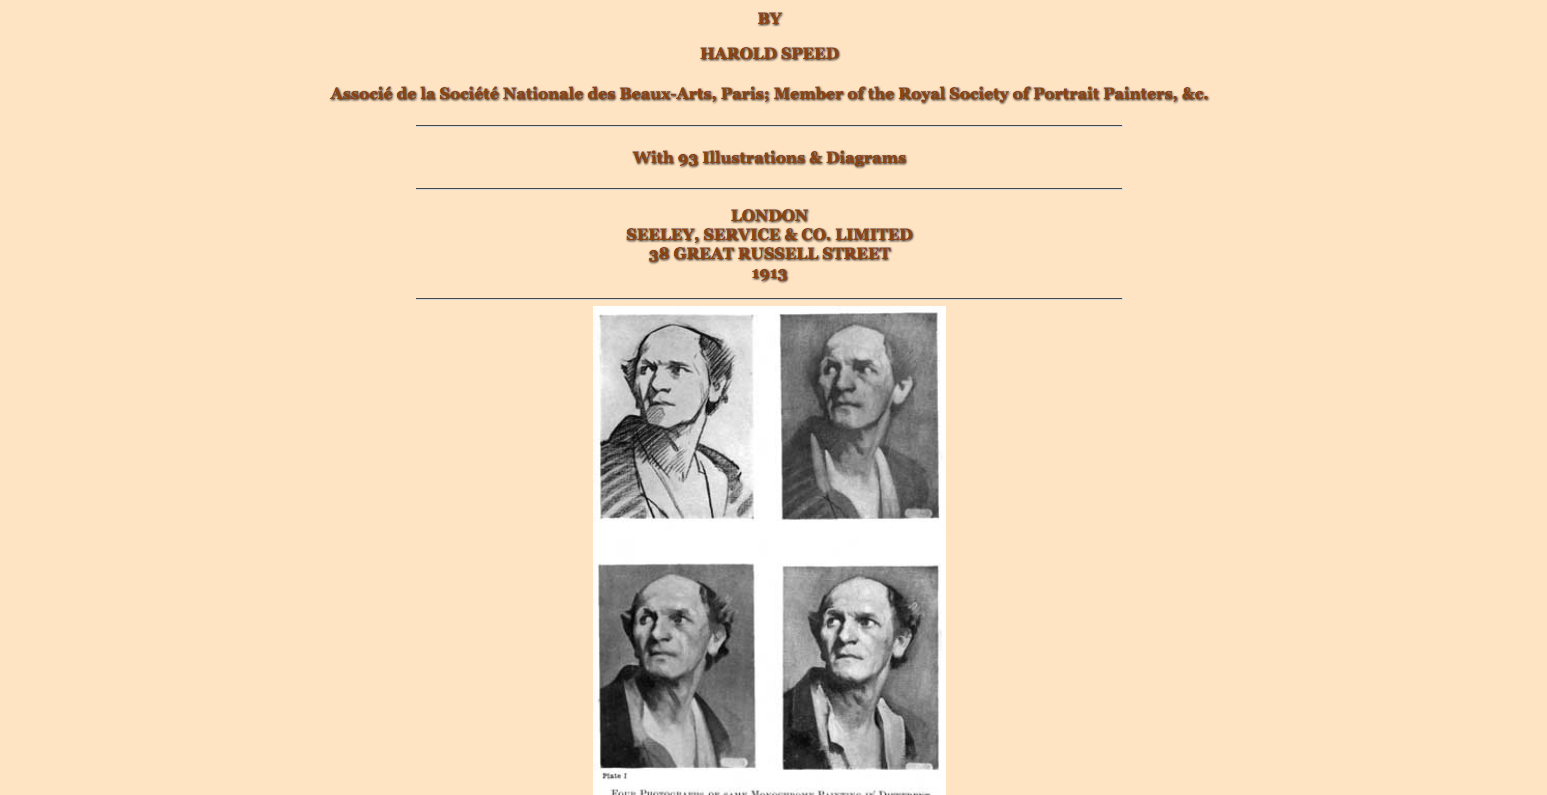 BY
HAROLD SPEED
Associé de la Société Nationale des Beaux-Arts, Paris; Member of the Royal Society of Portrait Painters, &c.
With 93 Illustrations & Diagrams
LONDON
SEELEY, SERVICE & CO. LIMITED
38 GREAT RUSSELL STREET
1913
Plate I
Four Photographs of same Monochrome Painting in Different